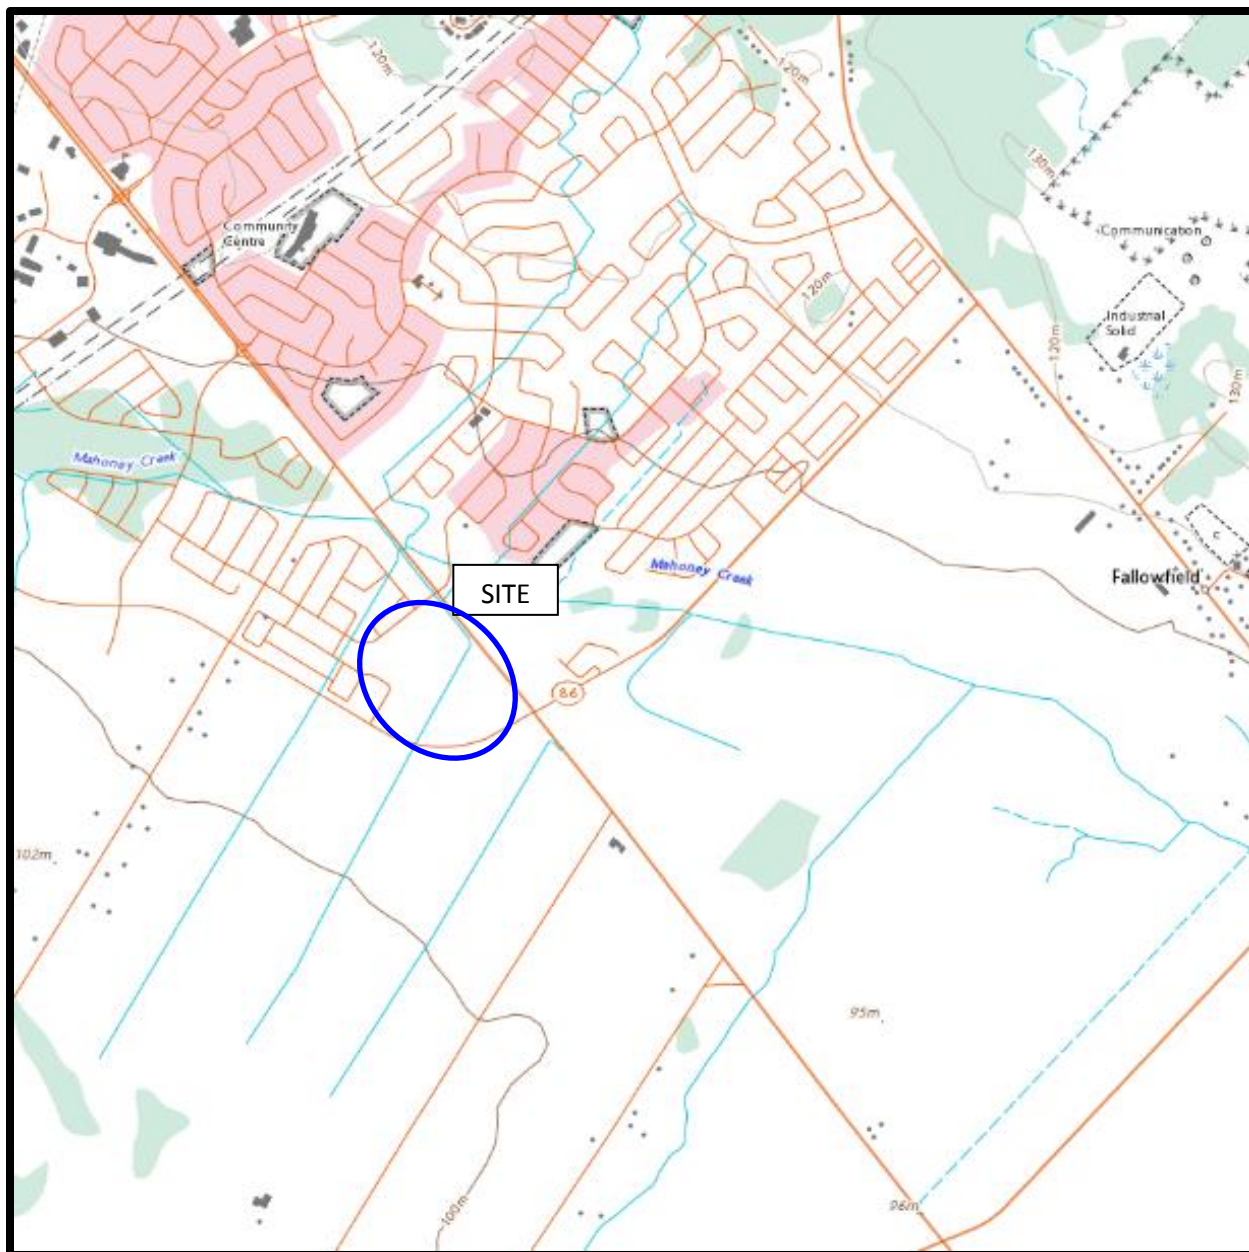 120m
120m
130m
Community
Centre
Communication
120m
Industrial
Solid
120m
130m
Mahoney Creek
C
Mahoney Creek
Fallowfield
SITE
86
102m
95m
100m
96m